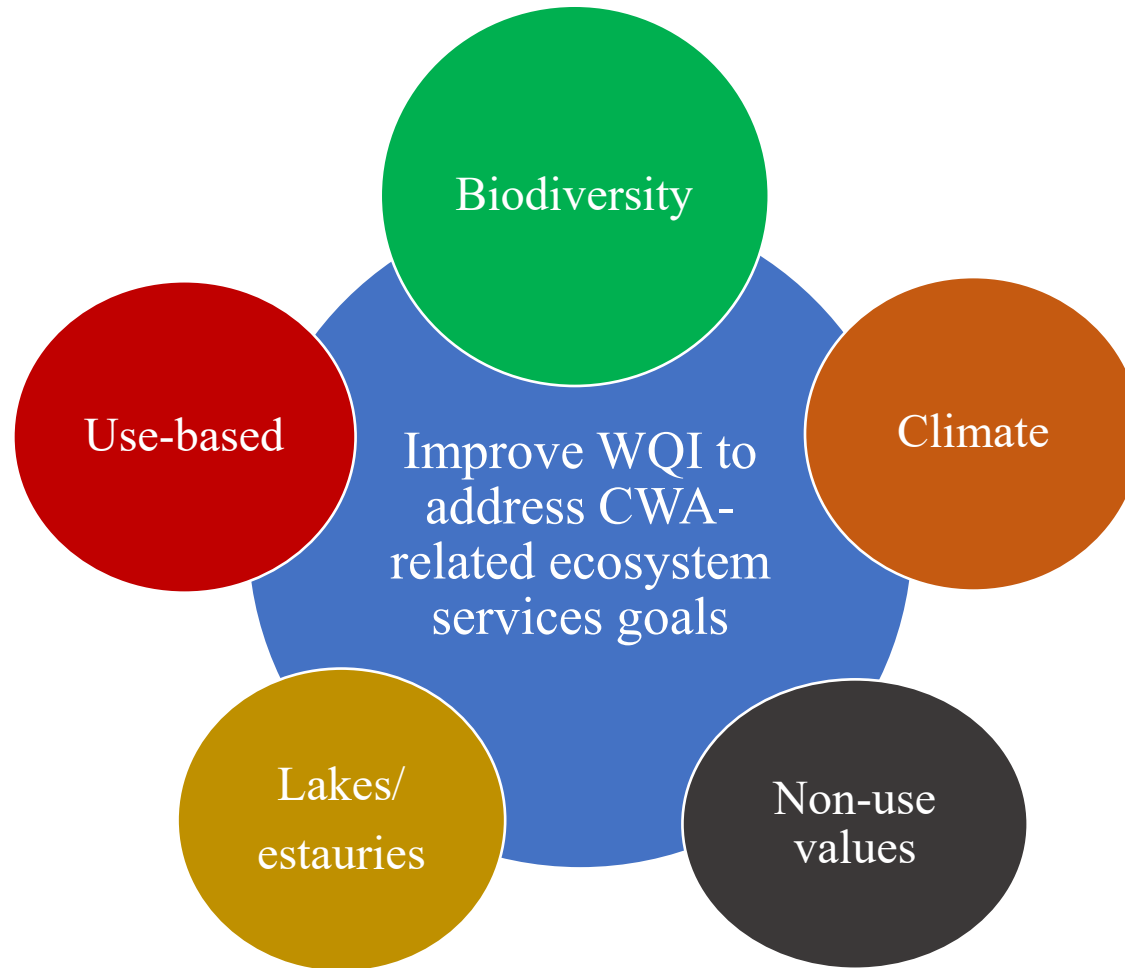 Biodiversity
Use-based
Climate
Improve WQI to
address CWA-
related ecosystem
services goals
Lakes/
estauries
Non-use
values